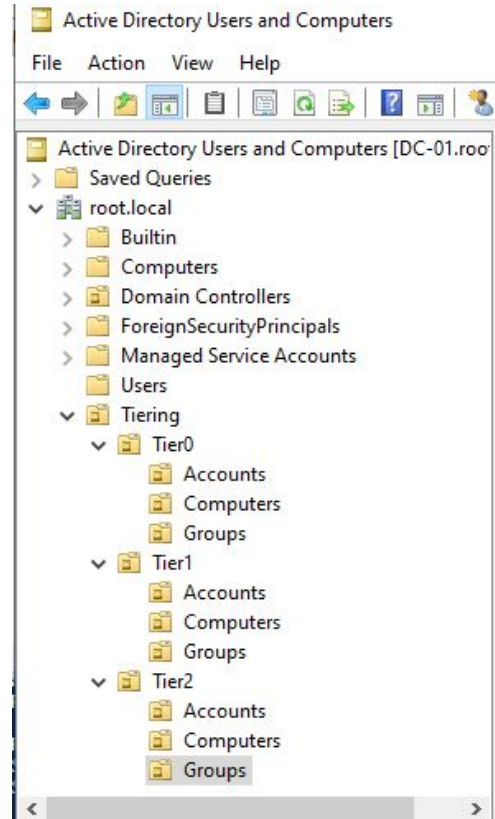 Active Directory Users and Computers
File Action View Help
Active Directory Users and Computers [DC-01.roo
Saved Queries
root.local
Builtin
Computers
Domain Controllers
ForeignSecurityPrincipals
Managed Service Accounts
Users
Tiering
Tier0
Accounts
Computers
Groups
Tier1
Accounts
Computers
Groups
Tier2
Accounts
Computers
Groups